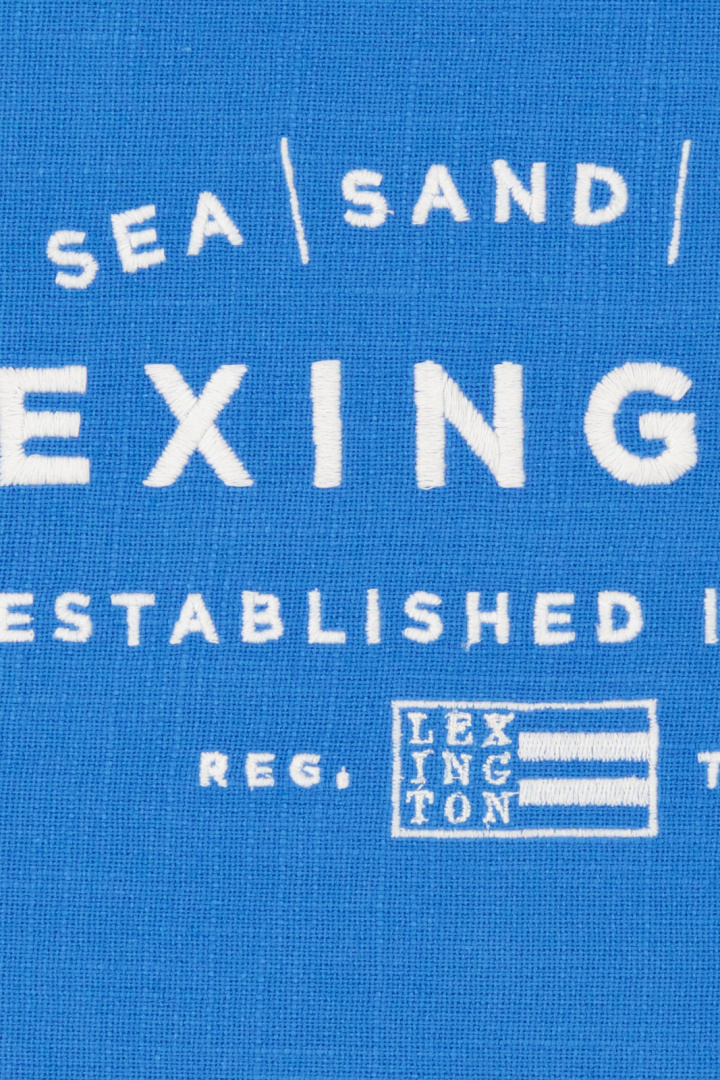 SEA | SAND |
EXING
ESTABLISHED I
REG.
LEX
ING
TON
T